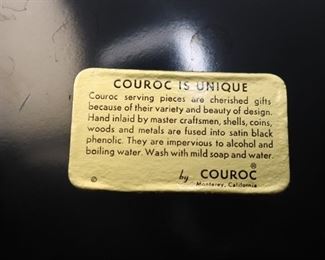 COUROC IS UNIQUE
Couroc serving pieces are cherished gifts
because of their variety and beauty of design.
Hand inlaid by master craftsmen, shells, coins,
woods and metals are fused into satin black
phenolic. They are impervious to alcohol and
boiling water. Wash with mild soap and water
by COUROC ®
Monterey, California
©